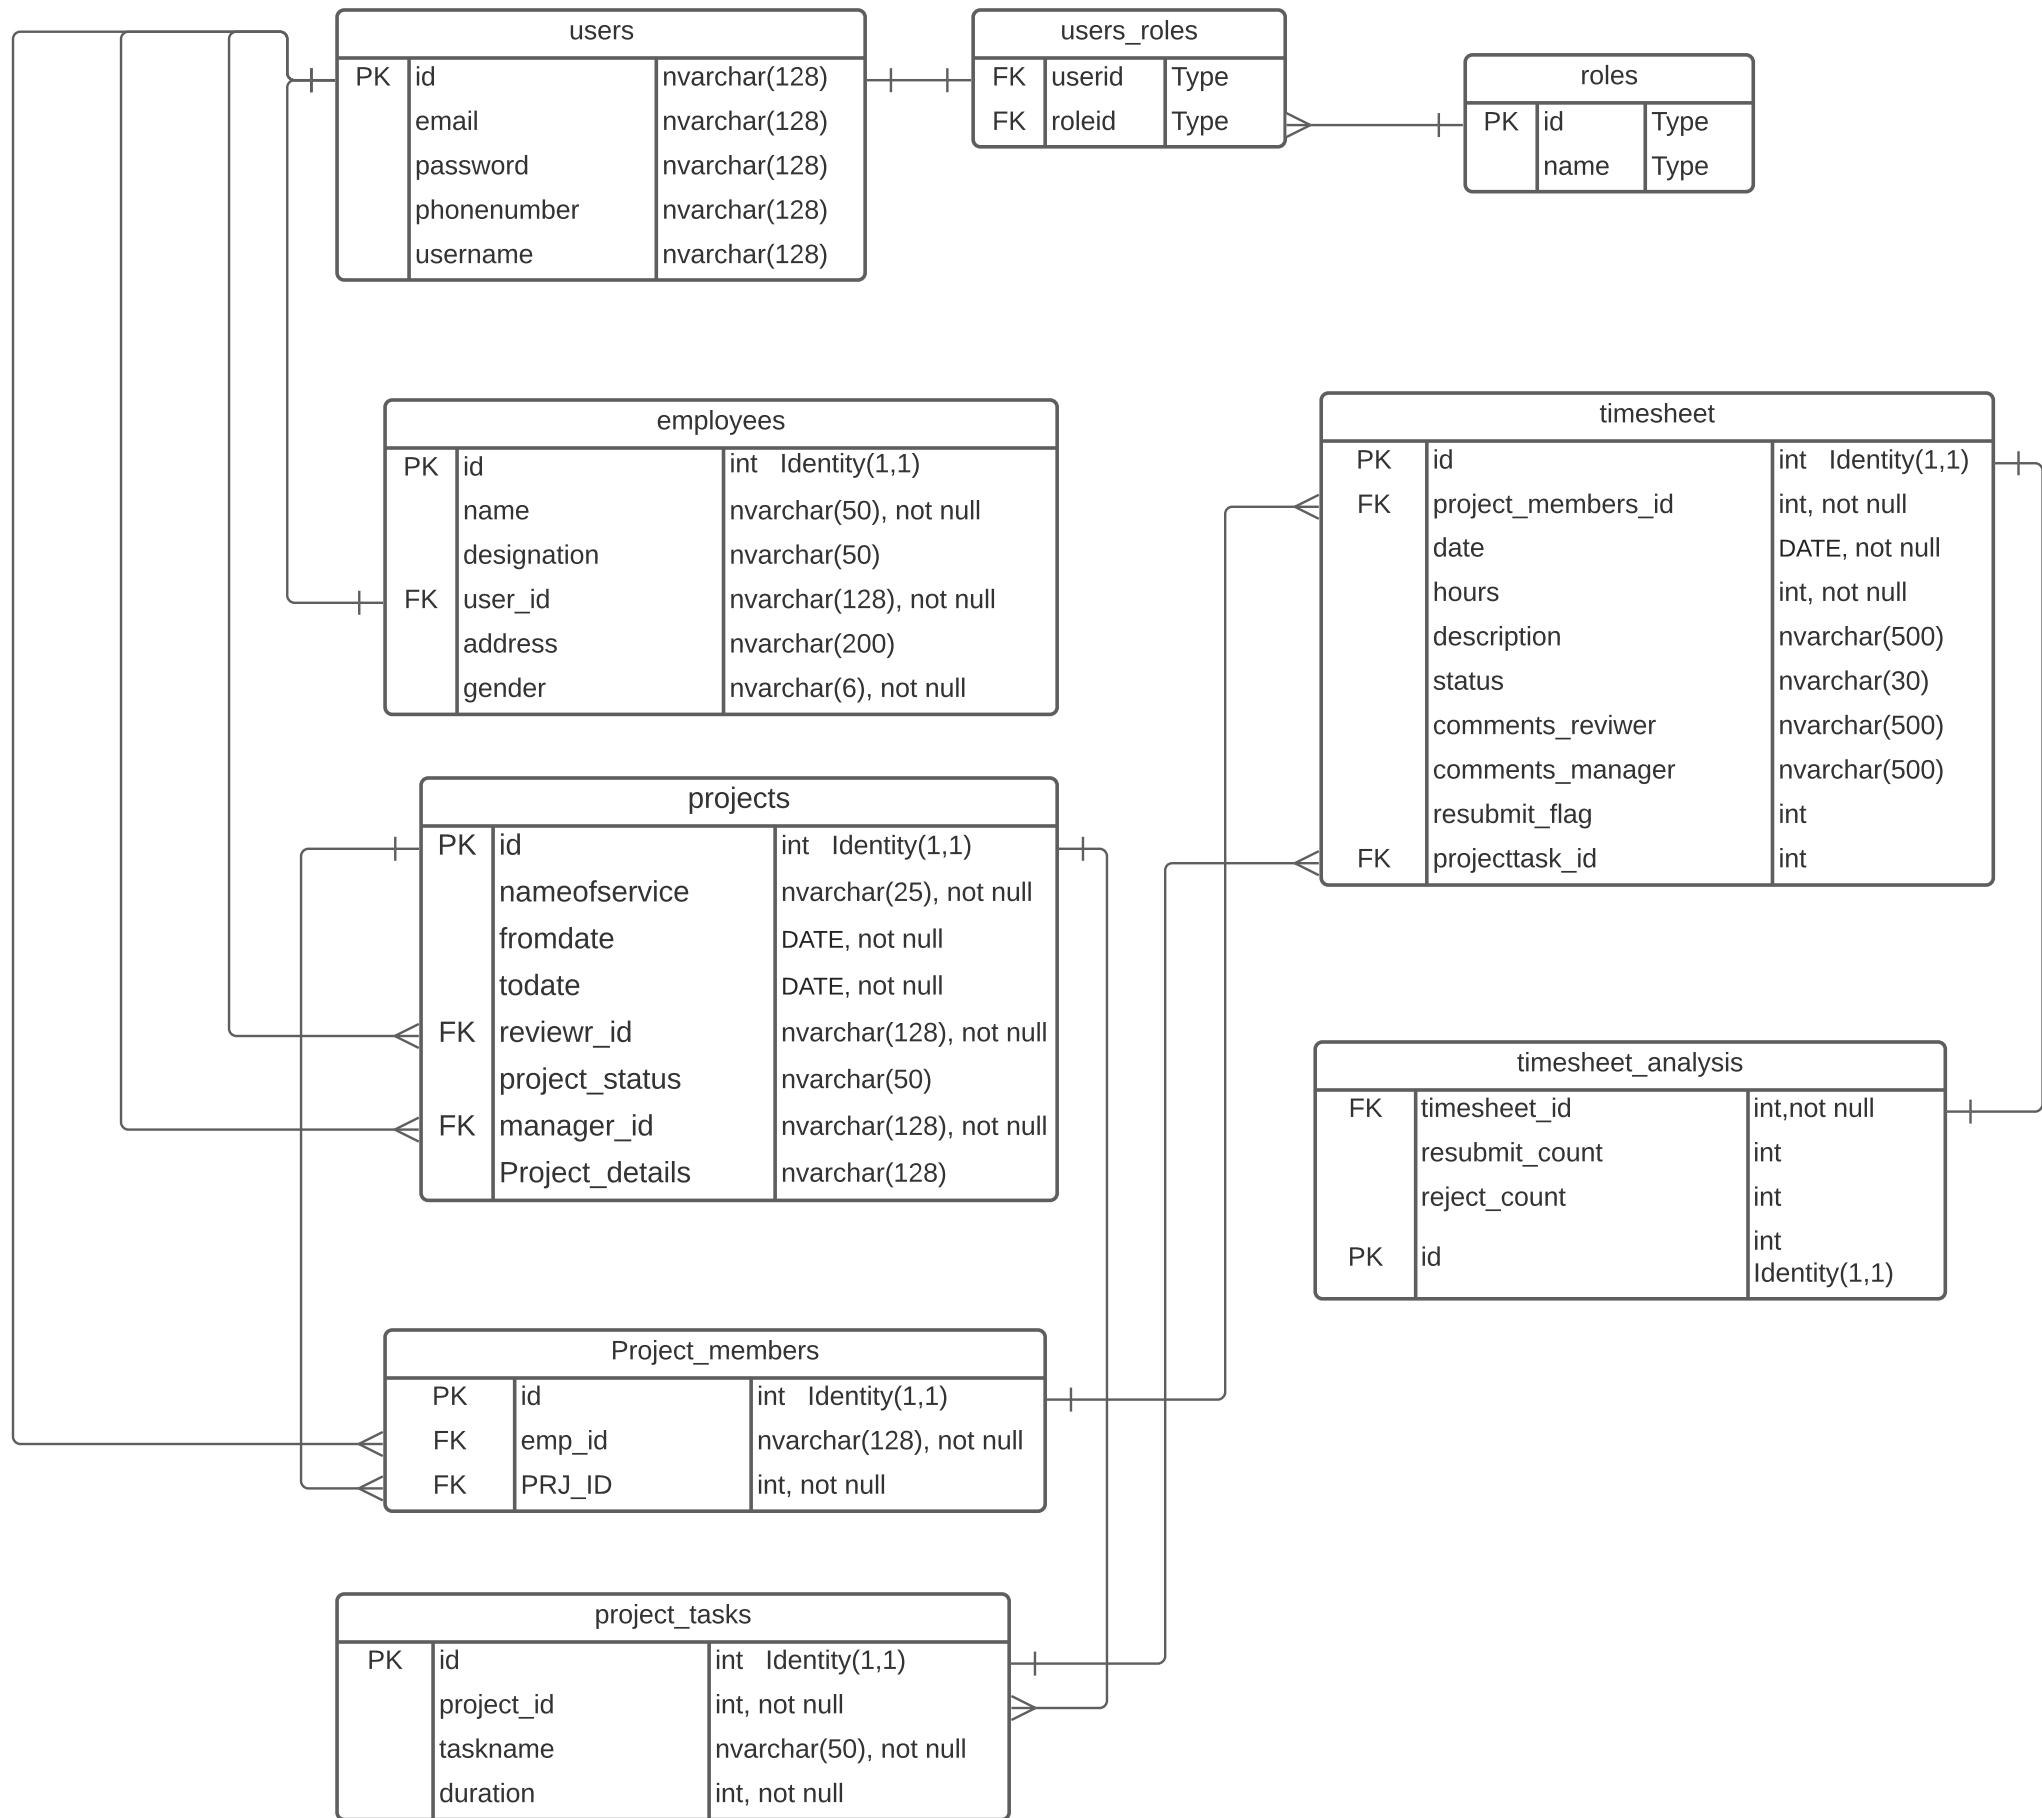 users
PK id nvarchar(128)
email nvarchar(128)
password nvarchar(128)
phonenumber nvarchar(128)
username nvarchar(128)
users_roles
FK userid Type
FK roleid Type
roles
PK id Type
name Type
employees
PK id int Identity(1,1)
name nvarchar(50), not null
designation nvarchar(50)
FK user_id nvarchar(128), not null
address nvarchar(200)
gender nvarchar(6), not null
timesheet
PK id int Identity(1,1)
FK project_members_id int, not null
date DATE, not null
hours int, not null
description nvarchar(500)
status nvarchar(30)
comments_reviwer nvarchar(500)
comments_manager nvarchar(500)
resubmit_flag int
FK projecttask_id int
projects
PK id int Identity(1,1)
nameofservice nvarchar(25), not null
fromdate DATE, not null
todate DATE, not null
FK reviewr_id nvarchar(128), not null
project_status nvarchar(50)
FK manager_id nvarchar(128), not null
Project_details nvarchar(128)
timesheet_analysis
FK timesheet_id int,not null
resubmit_count int
reject_count int
PK id int
Identity(1,1)
Project_members
PK id int Identity(1,1)
FK emp_id nvarchar(128), not null
FK PRJ_ID int, not null
project_tasks
PK id int Identity(1,1)
project_id int, not null
taskname nvarchar(50), not null
duration int, not null